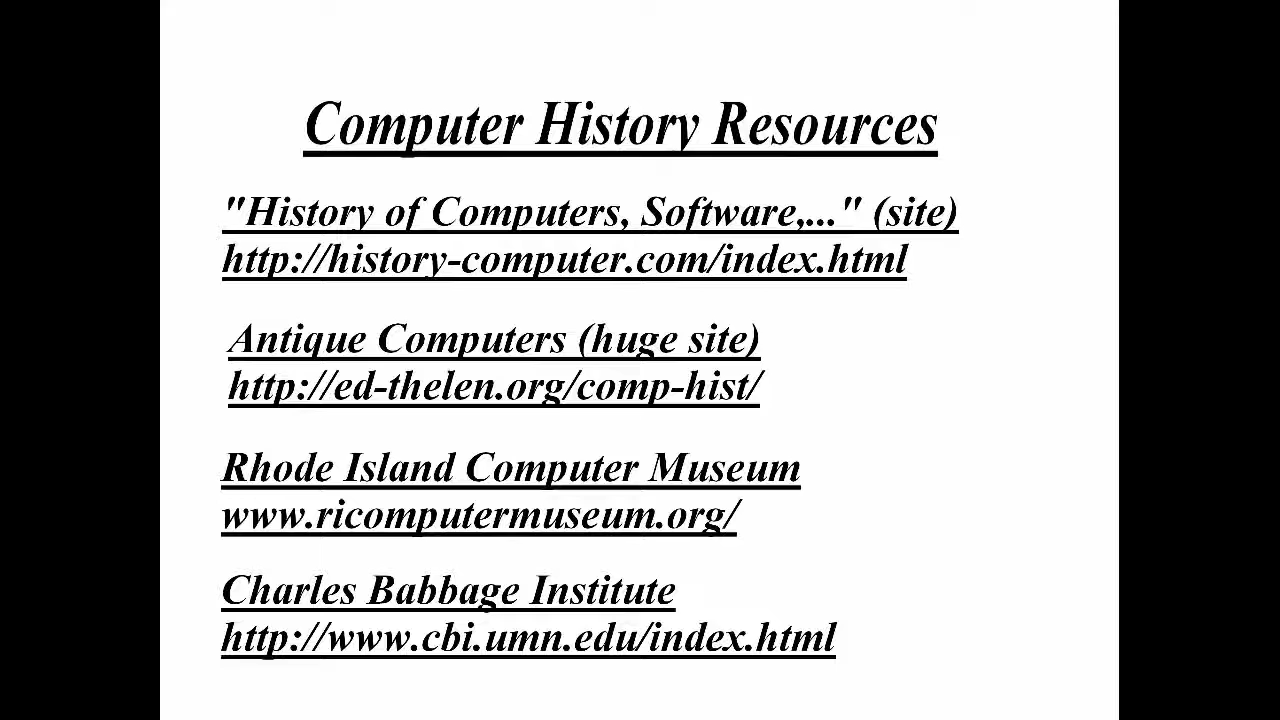 Computer History Resources
"History of Computers, Software,..." (site)
http://history-computer.com/index.html
Antique Computers (huge site)
http://ed-thelen.org/comp-hist/
Rhode Island Computer Museum
www.ricomputermuseum.org/
Charles Babbage Institute
http://www.cbi.umn.edu/index.html